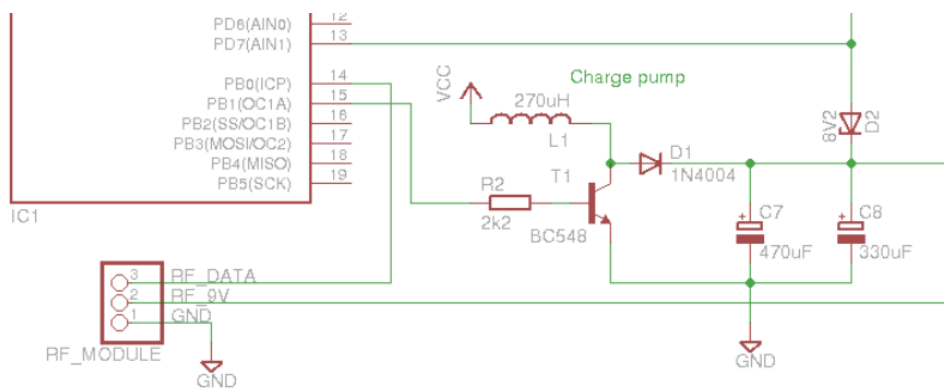 PD6(AIN0) 12
PD7(AIN1) 13
PB0(ICP) 14
PB1(OC1A) 15
PB2(SS/OC1B) 16
PB3(MOSI/OC2) 17
PB4(MISO) 18
PB5(SCK) 19
IC1
Charge pump
VCC
270uH
L1
8V2
D2
D1
1N4004
R2
2k2
T1
BC548
+
C7
470uF
+
C8
330uF
GND
3 RF_DATA
2 RF_9V
1 GND
RF_MODULE
GND